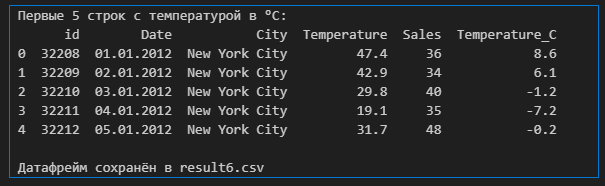 Первые 5 строк с температурой в °C:
id Date City Temperature Sales Temperature_C
0 32208 01.01.2012 New York City 47.4 36 8.6
1 32209 02.01.2012 New York City 42.9 34 6.1
2 32210 03.01.2012 New York City 29.8 40 -1.2
3 32211 04.01.2012 New York City 19.1 35 -7.2
4 32212 05.01.2012 New York City 31.7 48 -0.2
Датафрейм сохранён в result6.csv